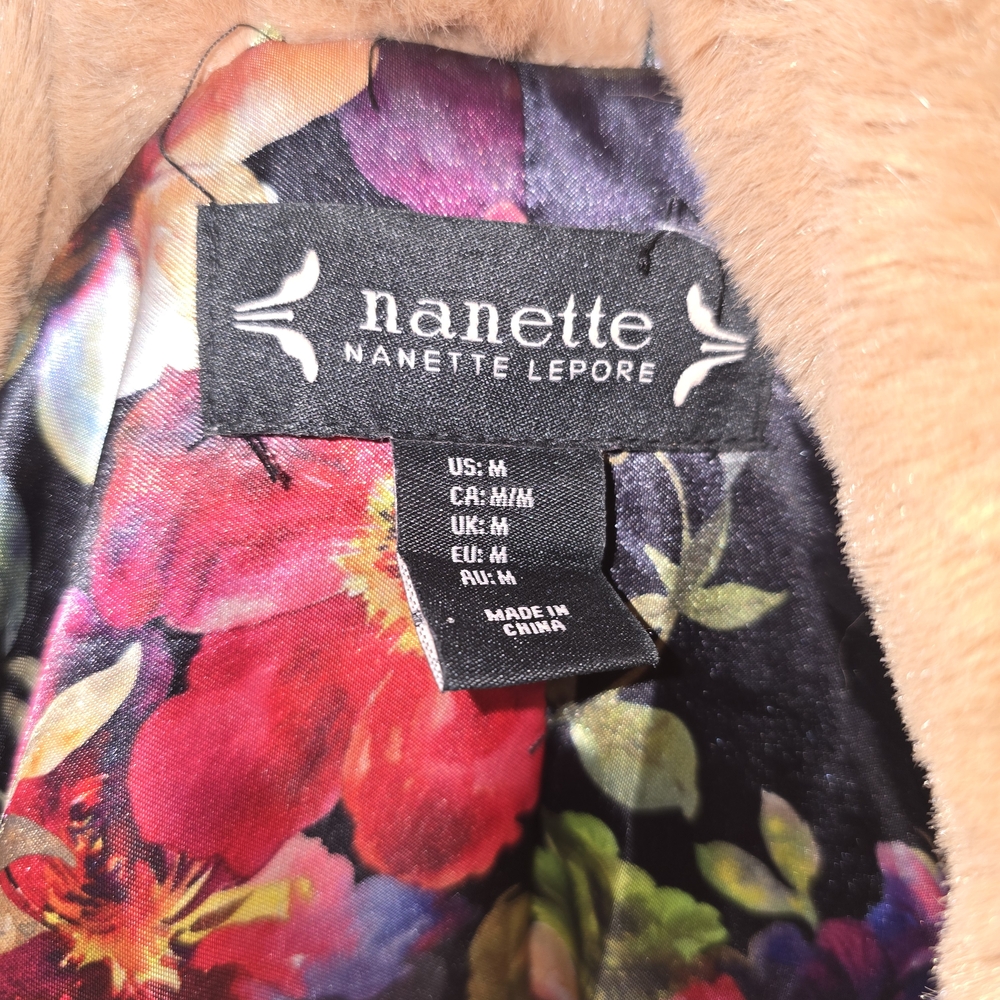 nanette
NANETTE LEPORE
US: M
CA: M/M
UK: M
EU: M
AU: M
MADE IN
CHINA